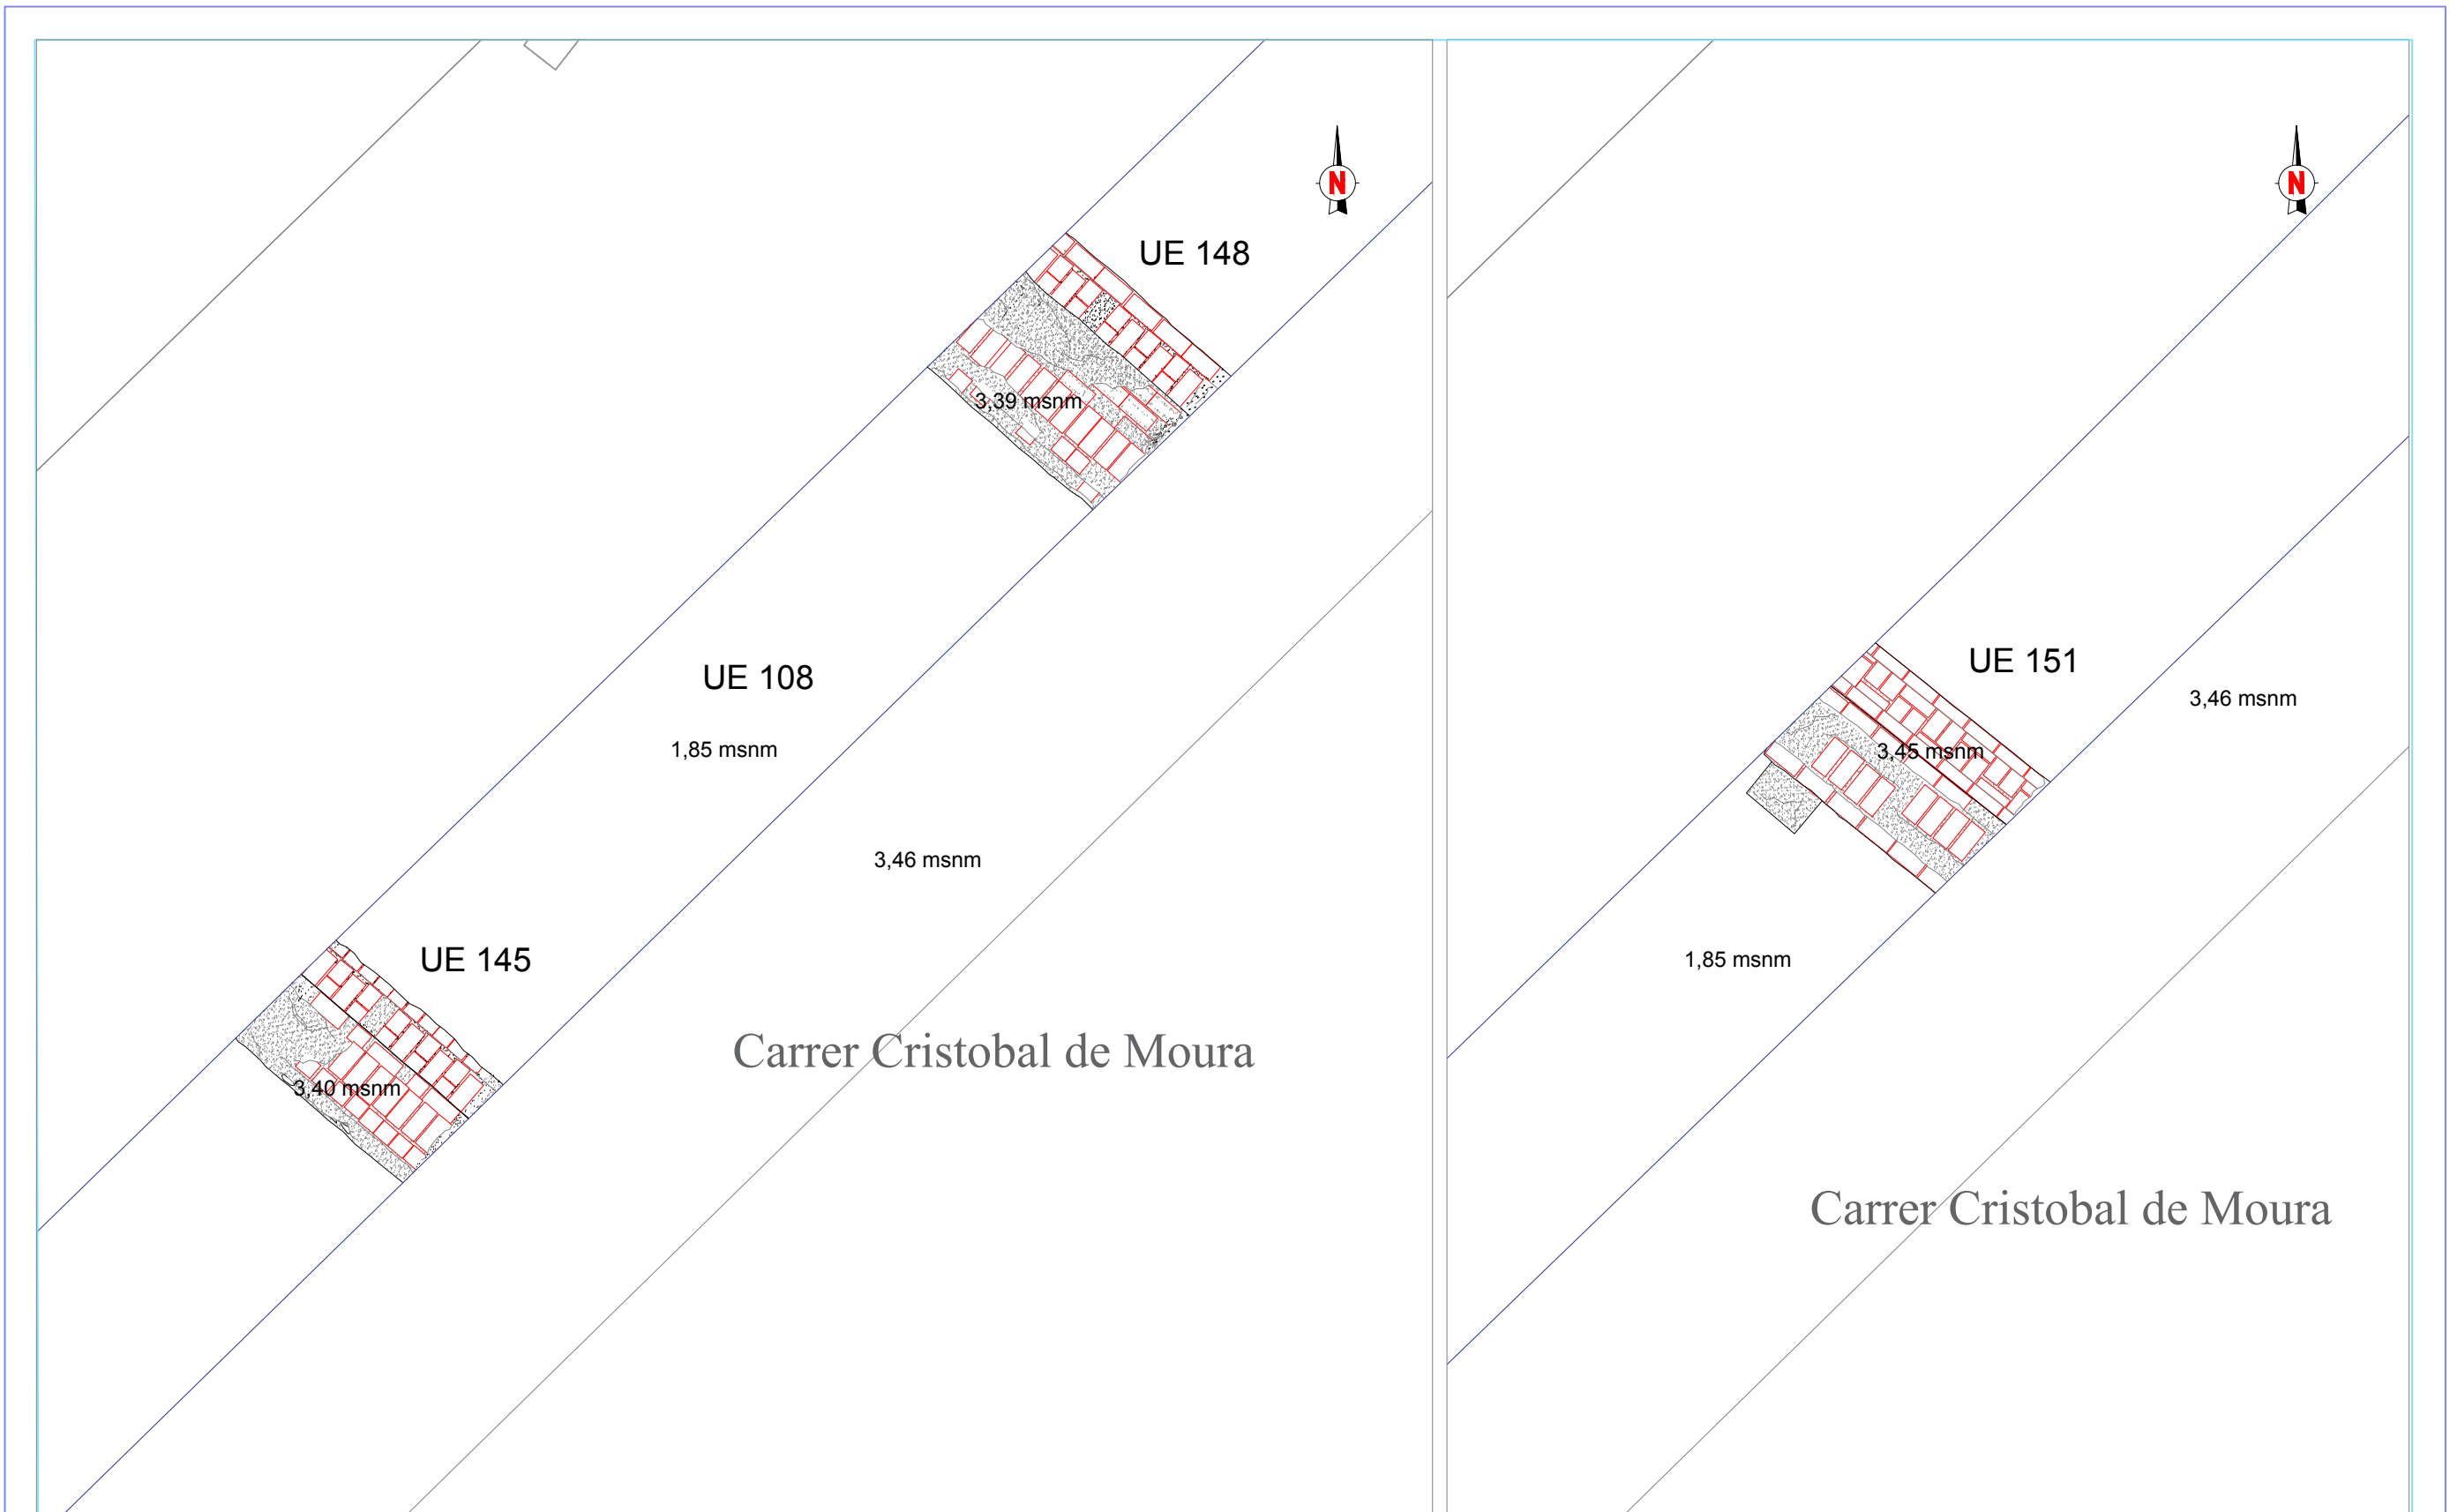 N
UE 148
3,39 msnm
UE 108
1,85 msnm
3,46 msnm
UE 145
3,40 msnm
Carrer Cristobal de Moura
N
UE 151
3,46 msnm
3,45 msnm
1,85 msnm
Carrer Cristobal de Moura